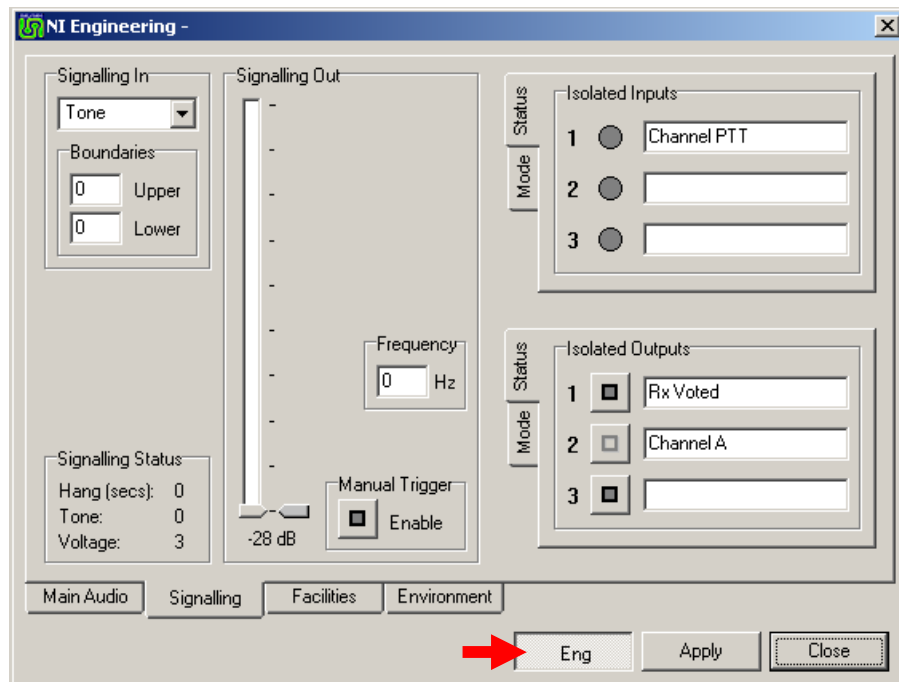 NI Engineering -
Signalling In
Tone
Boundaries
0 Upper
0 Lower
Signalling Status
Hang (secs): 0
Tone: 0
Voltage: 3
Signalling Out
-28 dB
Frequency
0 Hz
Manual Trigger
Enable
Status
Mode
Isolated Inputs
1 Channel PTT
2
3
Status
Mode
Isolated Outputs
1 Rx Voted
2 Channel A
3
Main Audio Signalling Facilities Environment
Eng Apply Close